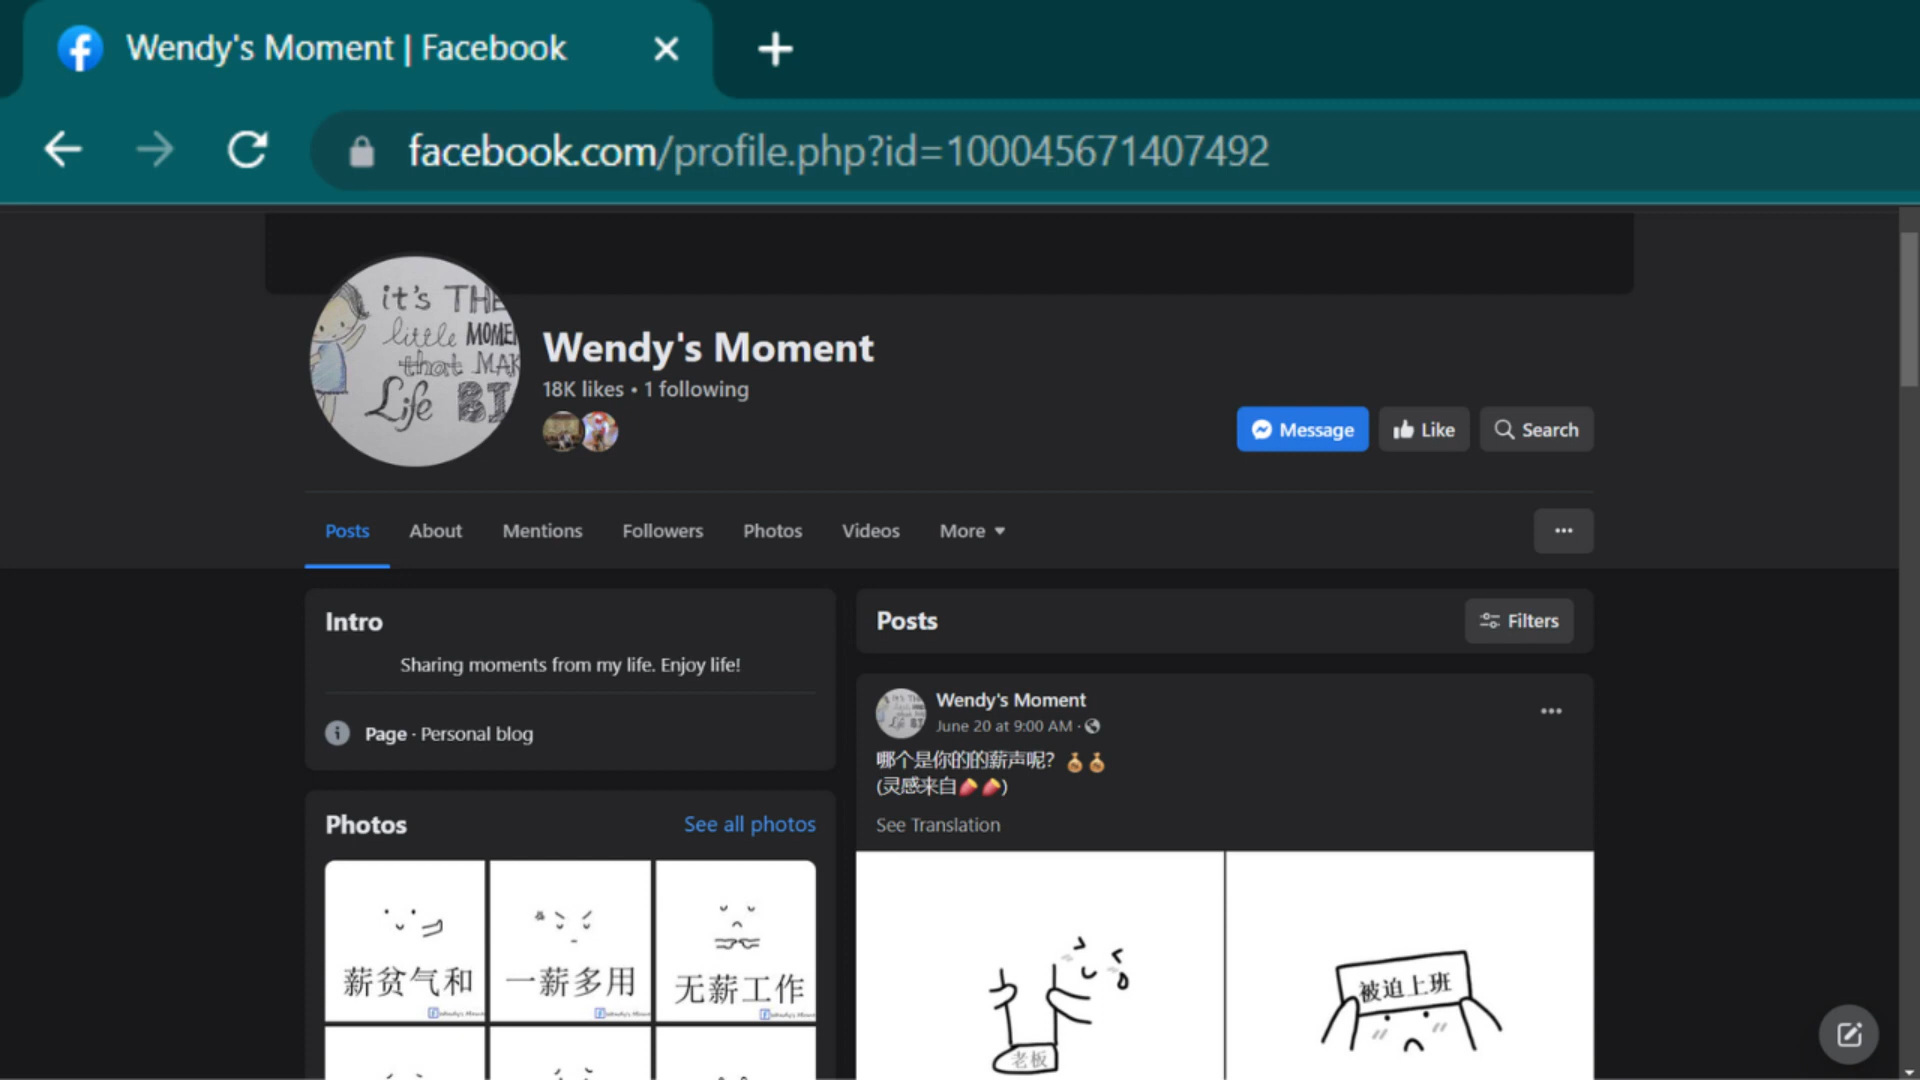 Wendy's Moment | Facebook
facebook.com/profile.php?id=100045671407492
it's THE
little MOMEN
that MAK
Life BI
Wendy's Moment
18K likes • 1 following
Message
Like
Search
Posts
About
Mentions
Followers
Photos
Videos
More
Intro
Sharing moments from my life. Enjoy life!
Page · Personal blog
Photos
See all photos
薪贫气和
一薪多用
无薪工作
Posts
Filters
Wendy's Moment
June 20 at 9:00 AM ·
哪个是你的的薪声呢? 💰💰
(灵感来自🍠🍠)
See Translation
老板
被迫上班